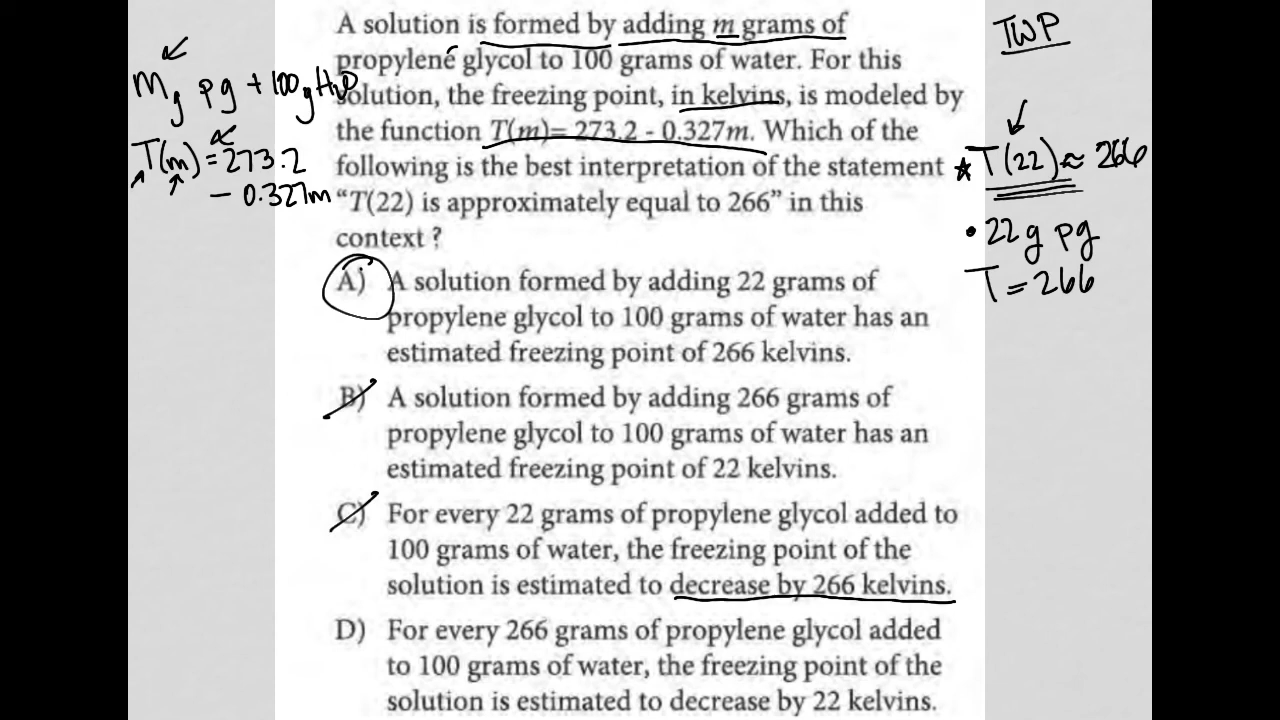 A solution is formed by adding m grams of
propylene glycol to 100 grams of water. For this
solution, the freezing point, in kelvins, is modeled by
the function T(m)= 273.2 - 0.327m. Which of the
following is the best interpretation of the statement
“T(22) is approximately equal to 266” in this
context ?
A) A solution formed by adding 22 grams of
propylene glycol to 100 grams of water has an
estimated freezing point of 266 kelvins.
B) A solution formed by adding 266 grams of
propylene glycol to 100 grams of water has an
estimated freezing point of 22 kelvins.
C) For every 22 grams of propylene glycol added to
100 grams of water, the freezing point of the
solution is estimated to decrease by 266 kelvins.
D) For every 266 grams of propylene glycol added
to 100 grams of water, the freezing point of the
solution is estimated to decrease by 22 kelvins.
Mg pg + 100g H2O
T(m) = 273.2
- 0.327m
TWP
★ T(22) ≈ 266
• 22g pg
T = 266